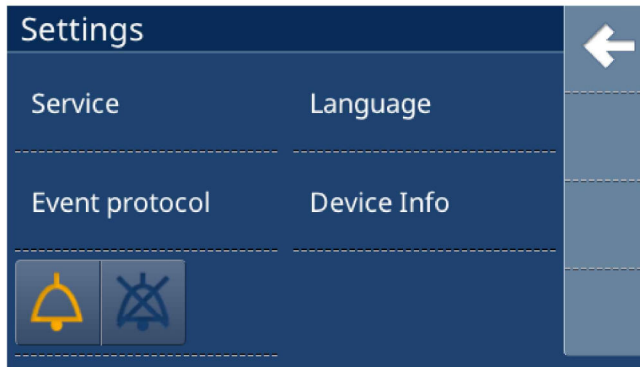 Settings
Service
Language
Event protocol
Device Info